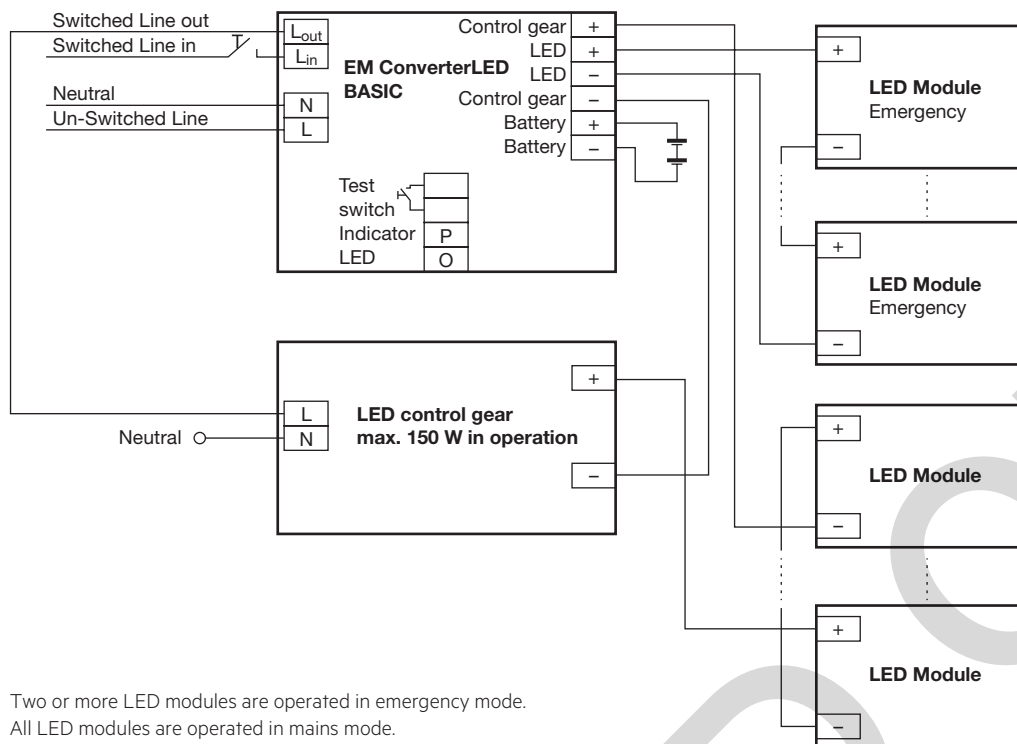 Switched Line out
Switched Line in
Neutral
Un-Switched Line
Lout
Lin
N
L
EM ConverterLED
BASIC
Control gear +
LED +
LED −
Control gear −
Battery +
Battery −
Test
switch
Indicator P
LED O
LED control gear
max. 150 W in operation
L
N
Neutral
+
−
+
LED Module
Emergency
−
+
LED Module
Emergency
−
+
LED Module
−
+
LED Module
−
Two or more LED modules are operated in emergency mode.
All LED modules are operated in mains mode.